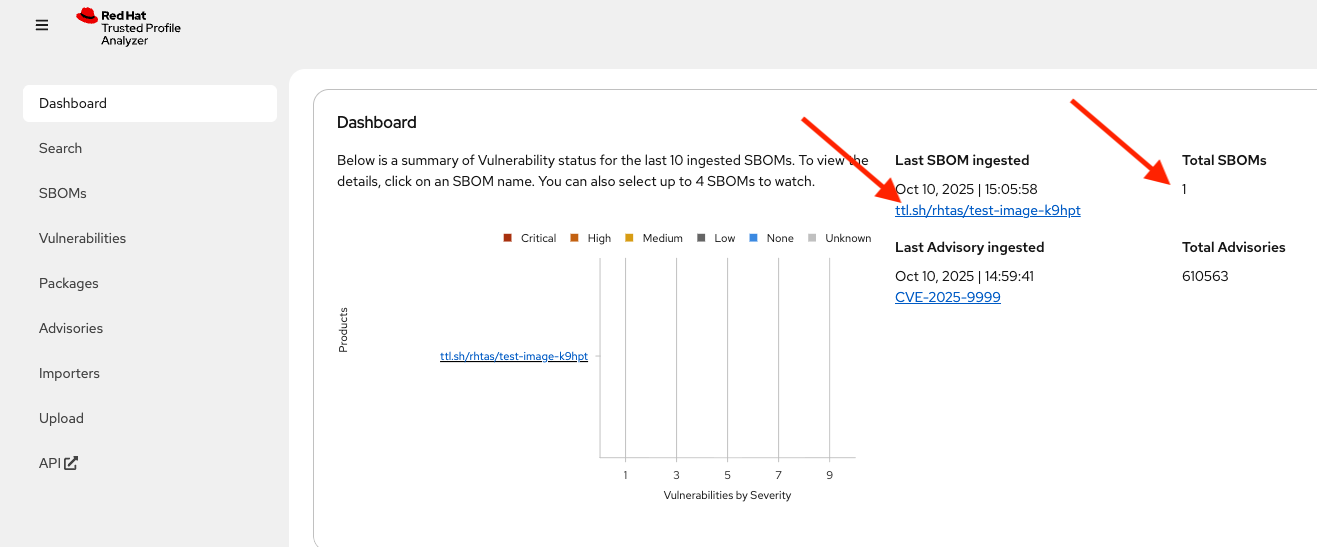 Red Hat
Trusted Profile
Analyzer
Dashboard
Search
SBOMs
Vulnerabilities
Packages
Advisories
Importers
Upload
API
Dashboard
Below is a summary of Vulnerability status for the last 10 ingested SBOMs. To view the
details, click on an SBOM name. You can also select up to 4 SBOMs to watch.
Critical High Medium Low None Unknown
Products
ttl.sh/rhtas/test-image-k9hpt
1 3 5 7 9
Vulnerabilities by Severity
Last SBOM ingested
Oct 10, 2025 | 15:05:58
ttl.sh/rhtas/test-image-k9hpt
Total SBOMs
1
Last Advisory ingested
Oct 10, 2025 | 14:59:41
CVE-2025-9999
Total Advisories
610563